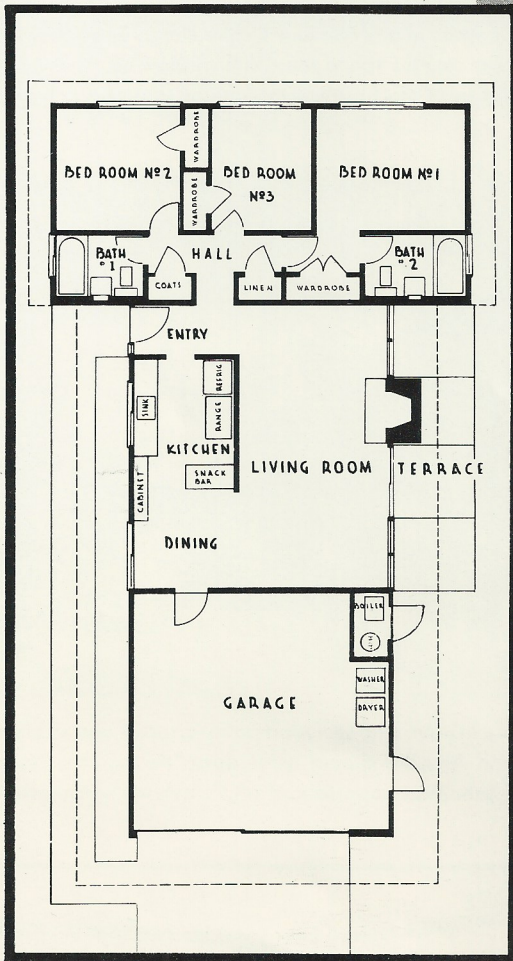 WARDROBE
BED ROOM Nº2
BED ROOM
Nº3
BED ROOM Nº1
WARDROBE
BATH
#1
HALL
BATH
#2
COATS
LINEN
WARDROBE
ENTRY
REFRIG
SINK
RANGE
KITCHEN
SNACK
BAR
CABINET
LIVING ROOM
TERRACE
DINING
BOILER
H.W.
GARAGE
WASHER
DRYER